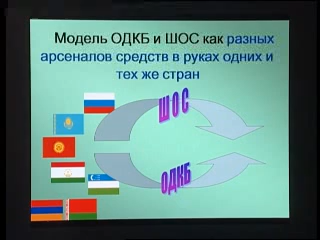 Модель ОДКБ и ШОС как разных
арсеналов средств в руках одних и
тех же стран
ШОС
ОДКБ